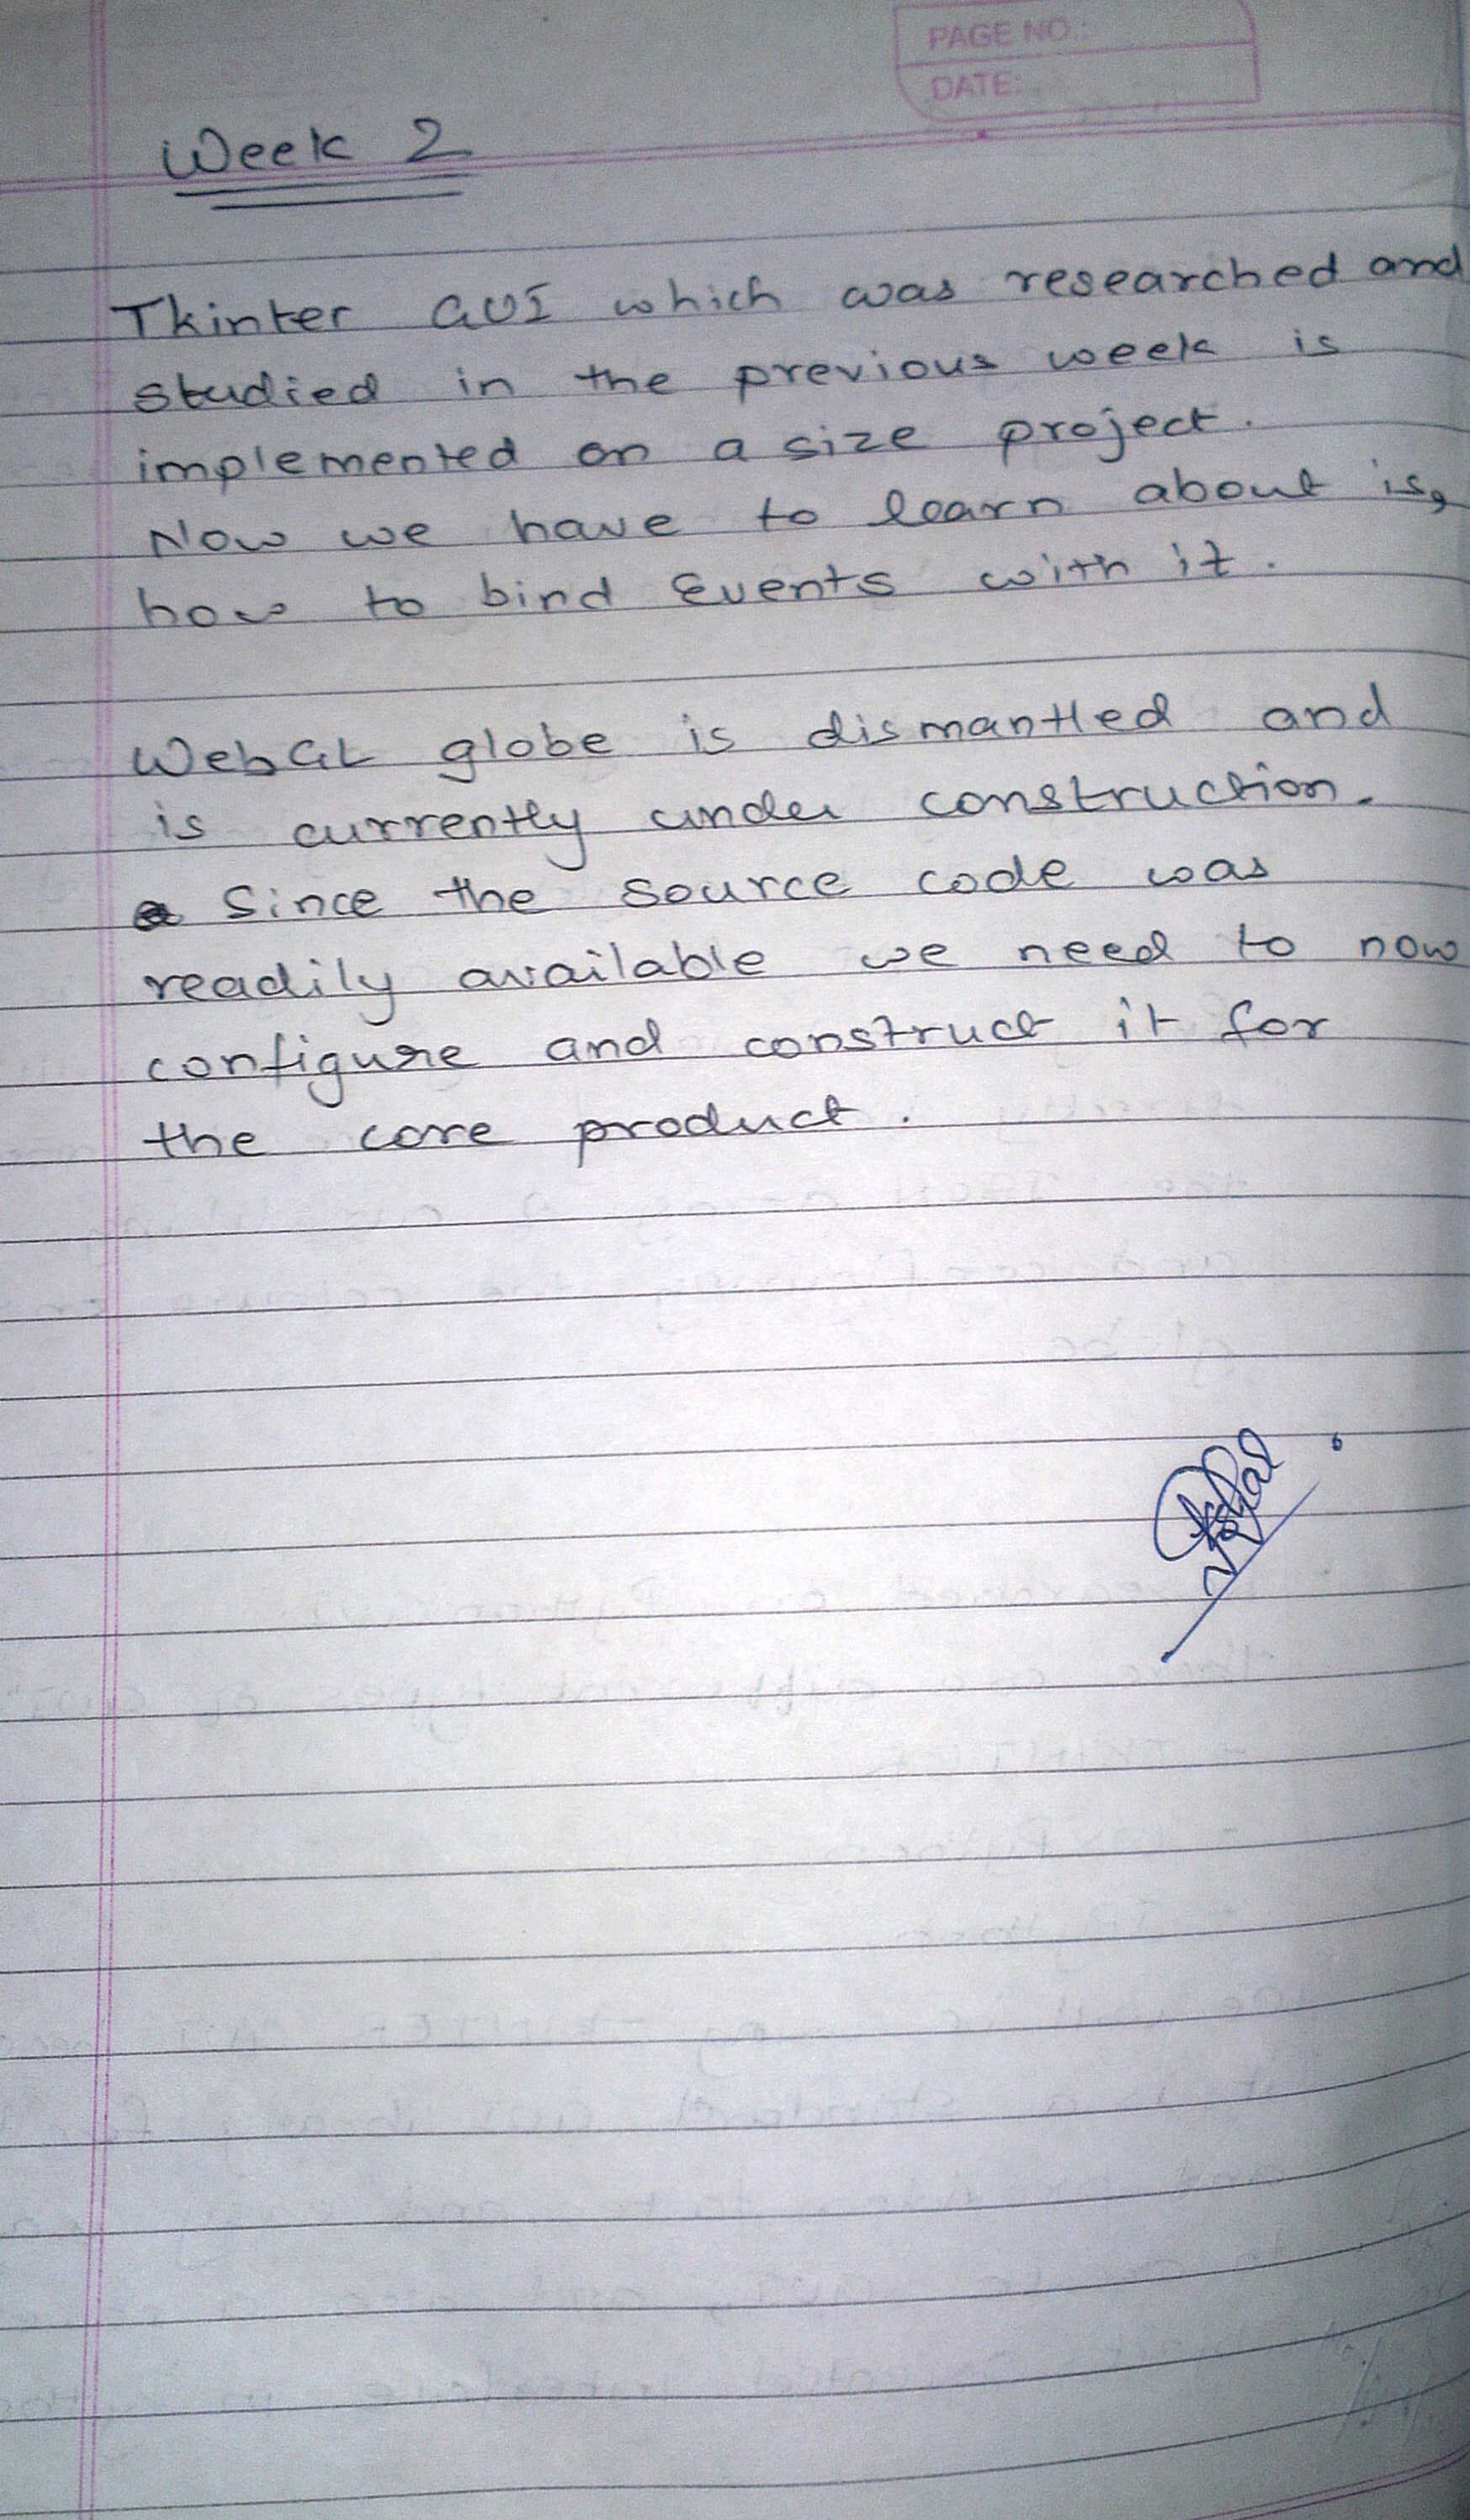 PAGE NO.:
DATE:
Week 2
Tkinter GUI which was researched and
studied in the previous week is
implemented on a size project.
Now we have to learn about is,
how to bind Events with it.
WebGL globe is dismantled and
is currently under construction.
Since the source code was
readily available we need to now
configure and construct it for
the core product.